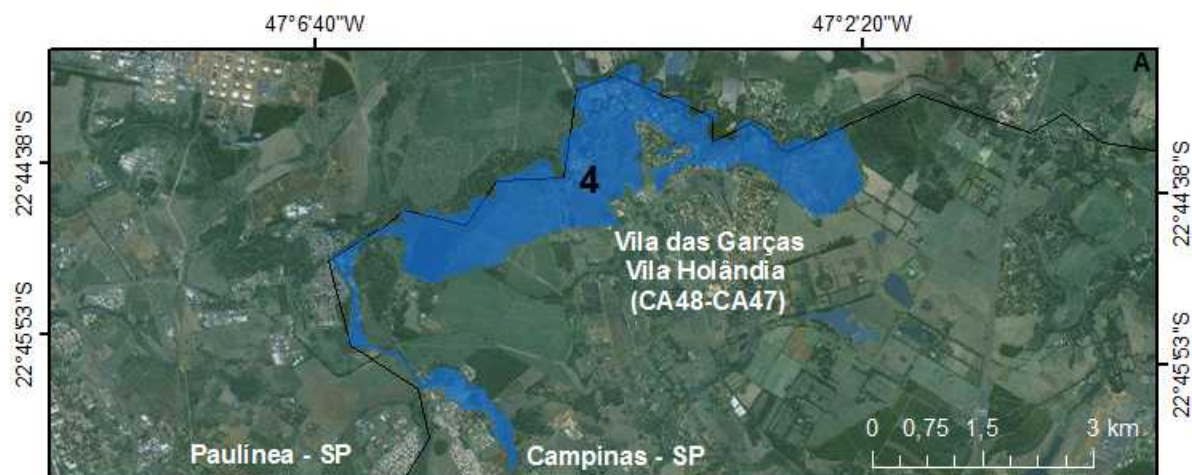 47°6'40"W 47°2'20"W
A
22°44'38"S 22°44'38"S
4
Vila das Garças
Vila Holândia
(CA48-CA47)
22°45'53"S 22°45'53"S
0 0,75 1,5 3 km
Paulínea - SP Campinas - SP